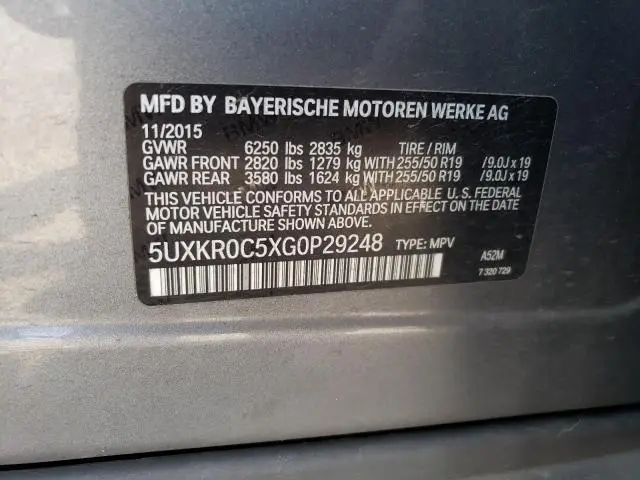 MFD BY BAYERISCHE MOTOREN WERKE AG
11/2015
GVWR 6250 lbs 2835 kg TIRE / RIM
GAWR FRONT 2820 lbs 1279 kg WITH 255/50 R19 /9.0J x 19
GAWR REAR 3580 lbs 1624 kg WITH 255/50 R19 /9.0J x 19
THIS VEHICLE CONFORMS TO ALL APPLICABLE U. S. FEDERAL
MOTOR VEHICLE SAFETY STANDARDS IN EFFECT ON THE
DATE OF MANUFACTURE SHOWN ABOVE.
5UXKR0C5XG0P29248 TYPE: MPV
A52M
7 320 729